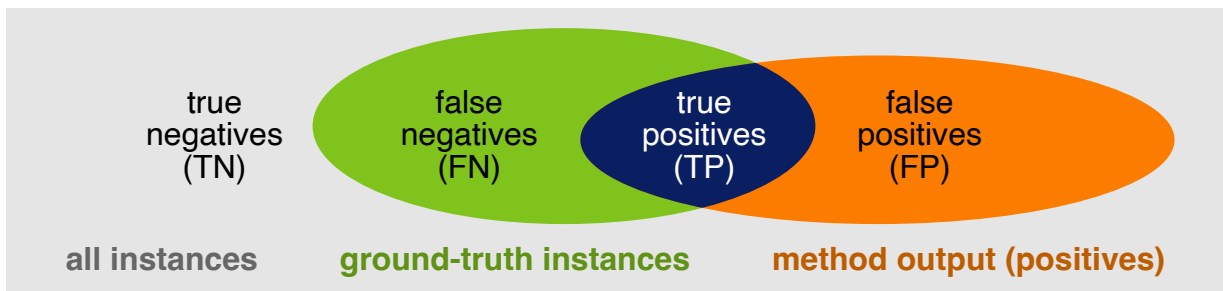 true
negatives
(TN)
false
negatives
(FN)
true
positives
(TP)
false
positives
(FP)
all instances
ground-truth instances
method output (positives)